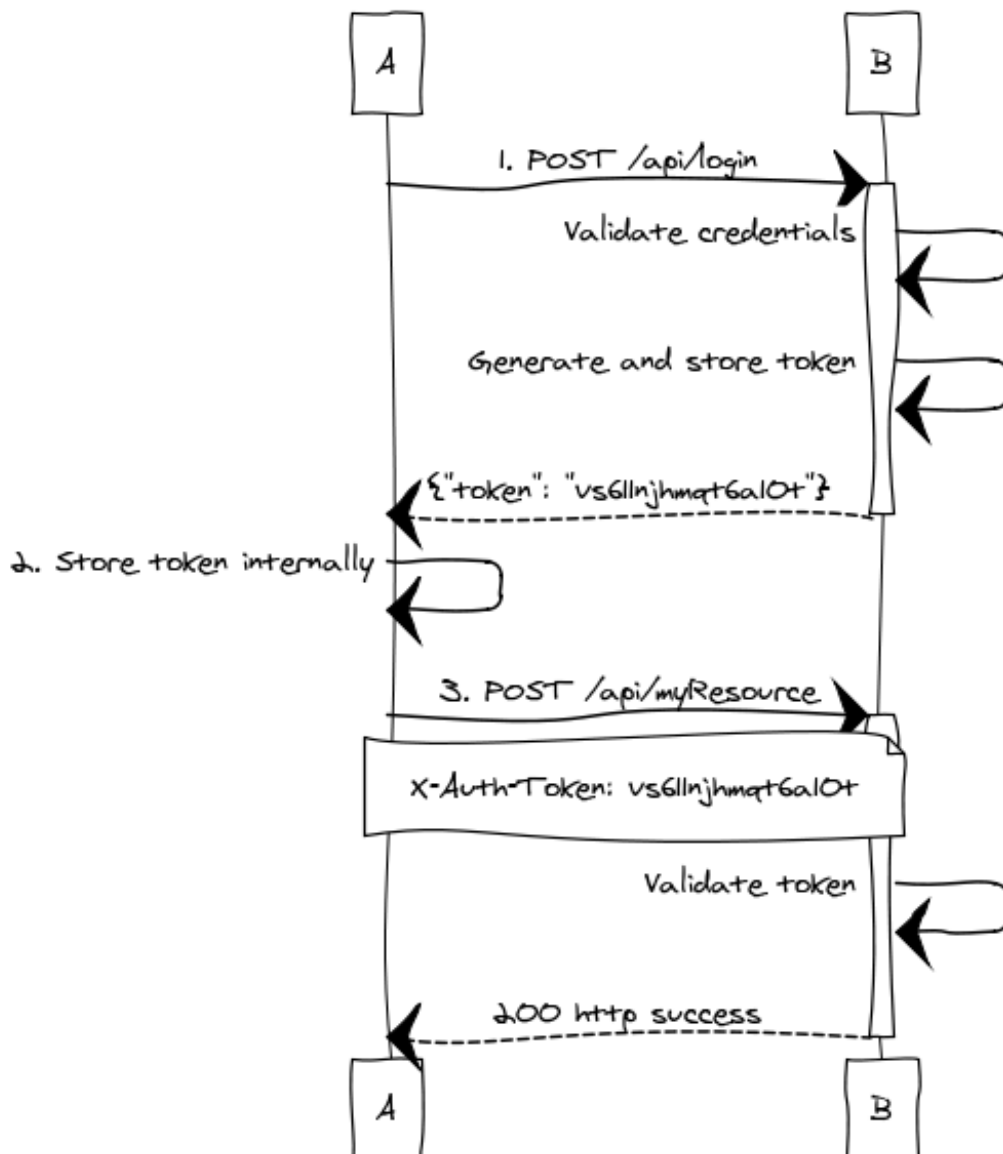 A
B
1. POST /api/login
Validate credentials
Generate and store token
{"token": "vs6llnjhmqt6al0t"}
2. Store token internally
3. POST /api/myResource
X-Auth-Token: vs6llnjhmqt6al0t
Validate token
200 http success
A
B